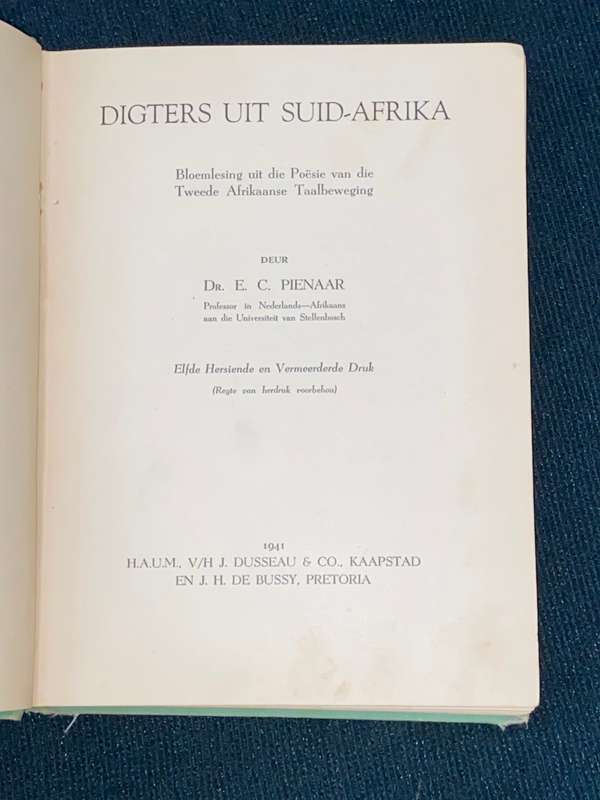 DIGTERS UIT SUID-AFRIKA
Bloemlesing uit die Poësie van die
Tweede Afrikaanse Taalbeweging
DEUR
DR. E. C. PIENAAR
Professor in Nederlands—Afrikaans
aan die Universiteit van Stellenbosch
Elfde Hersiende en Vermeerderde Druk
(Regte van herdruk voorbehou)
1941
H.A.U.M., V/H J. DUSSEAU & CO., KAAPSTAD
EN J. H. DE BUSSY, PRETORIA